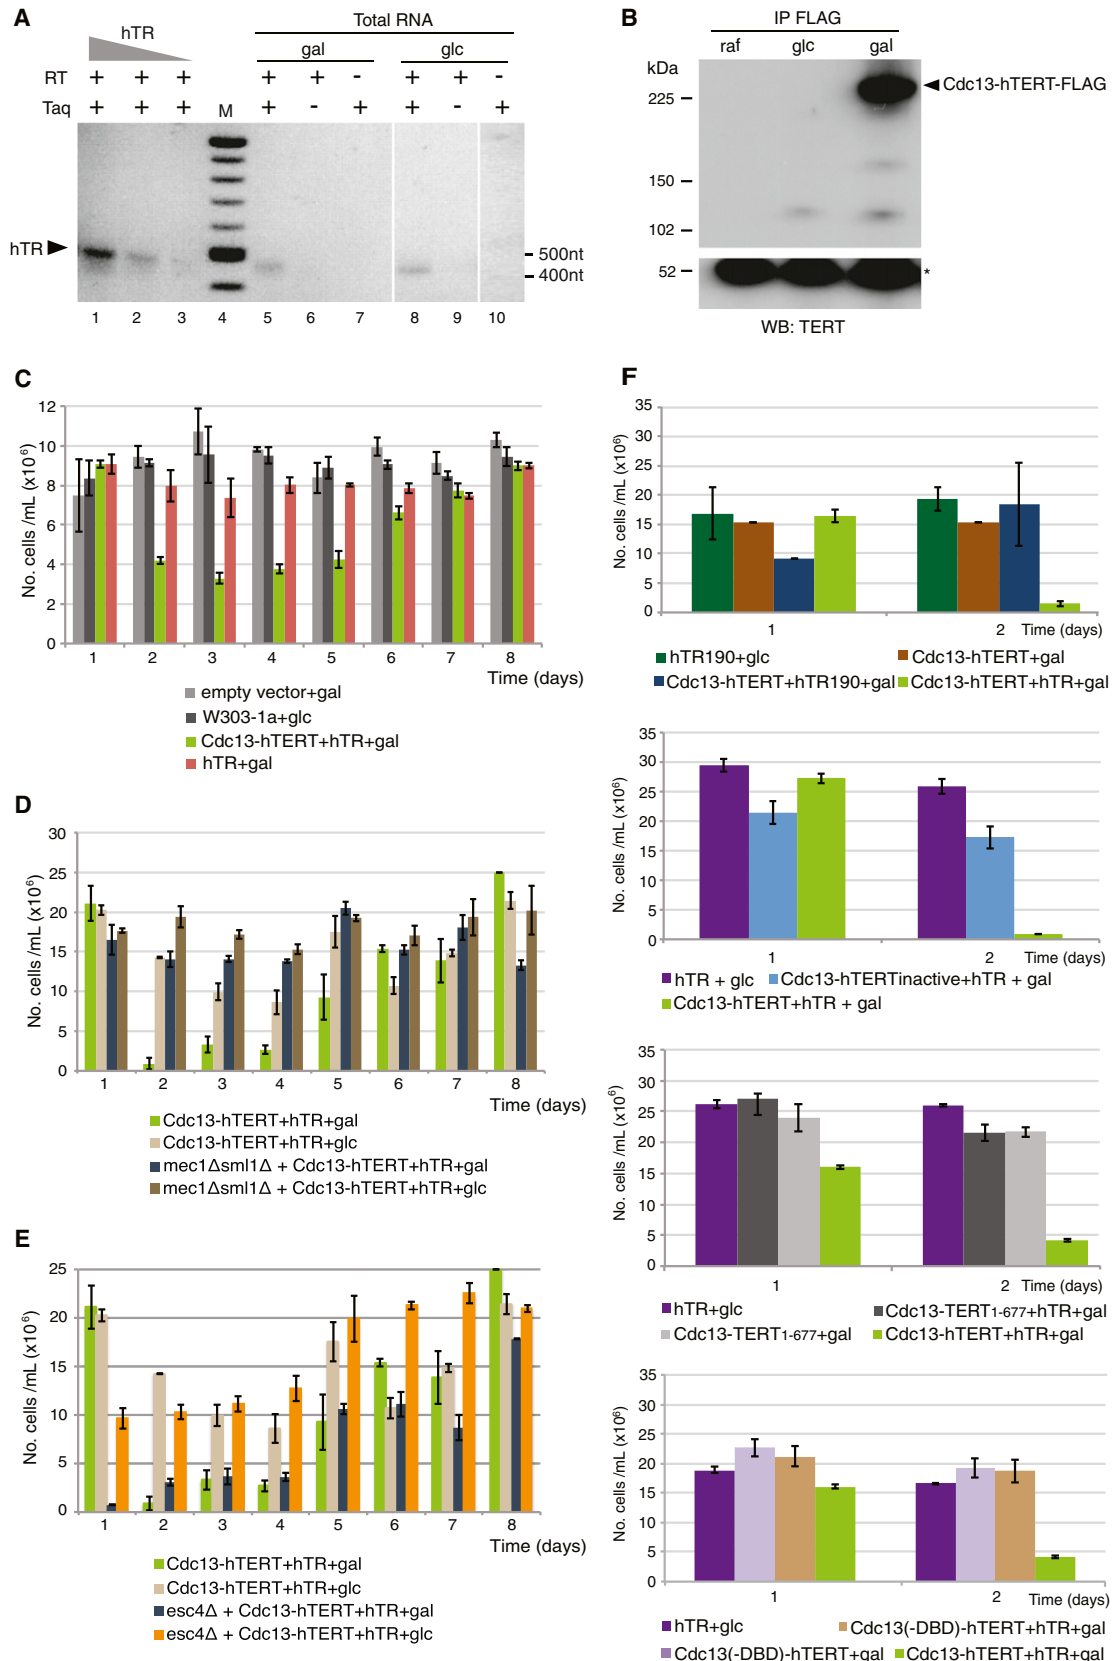 A
hTR
Total RNA
gal
glc
RT + + + + + - + + -
Taq + + + M + - + + - +
hTR
500nt
400nt
1 2 3 4 5 6 7 8 9 10
B
IP FLAG
raf glc gal
kDa
225
Cdc13-hTERT-FLAG
150
102
52
*
WB: TERT
C
No. cells /mL (x10⁶)
12
10
8
6
4
2
0
1 2 3 4 5 6 7 8
Time (days)
empty vector+gal
W303-1a+glc
Cdc13-hTERT+hTR+gal
hTR+gal
D
No. cells /mL (x10⁶)
30
25
20
15
10
5
0
1 2 3 4 5 6 7 8
Time (days)
Cdc13-hTERT+hTR+gal
Cdc13-hTERT+hTR+glc
mec1Δsml1Δ + Cdc13-hTERT+hTR+gal
mec1Δsml1Δ + Cdc13-hTERT+hTR+glc
E
No. cells /mL (x10⁶)
25
20
15
10
5
0
1 2 3 4 5 6 7 8
Time (days)
Cdc13-hTERT+hTR+gal
Cdc13-hTERT+hTR+glc
esc4Δ + Cdc13-hTERT+hTR+gal
esc4Δ + Cdc13-hTERT+hTR+glc
F
No. cells /mL (x10⁶)
35
30
25
20
15
10
5
0
1 2 Time (days)
hTR190+glc Cdc13-hTERT+gal
Cdc13-hTERT+hTR190+gal Cdc13-hTERT+hTR+gal
No. cells /mL (x10⁶)
35
30
25
20
15
10
5
0
1 2 Time (days)
hTR + glc Cdc13-hTERTinactive+hTR + gal
Cdc13-hTERT+hTR + gal
No. cells /mL (x10⁶)
35
30
25
20
15
10
5
0
1 2 Time (days)
hTR+glc Cdc13-TERT1-677+hTR+gal
Cdc13-TERT1-677+gal Cdc13-hTERT+hTR+gal
No. cells /mL (x10⁶)
35
30
25
20
15
10
5
0
1 2 Time (days)
hTR+glc Cdc13(-DBD)-hTERT+hTR+gal
Cdc13(-DBD)-hTERT+gal Cdc13-hTERT+hTR+gal